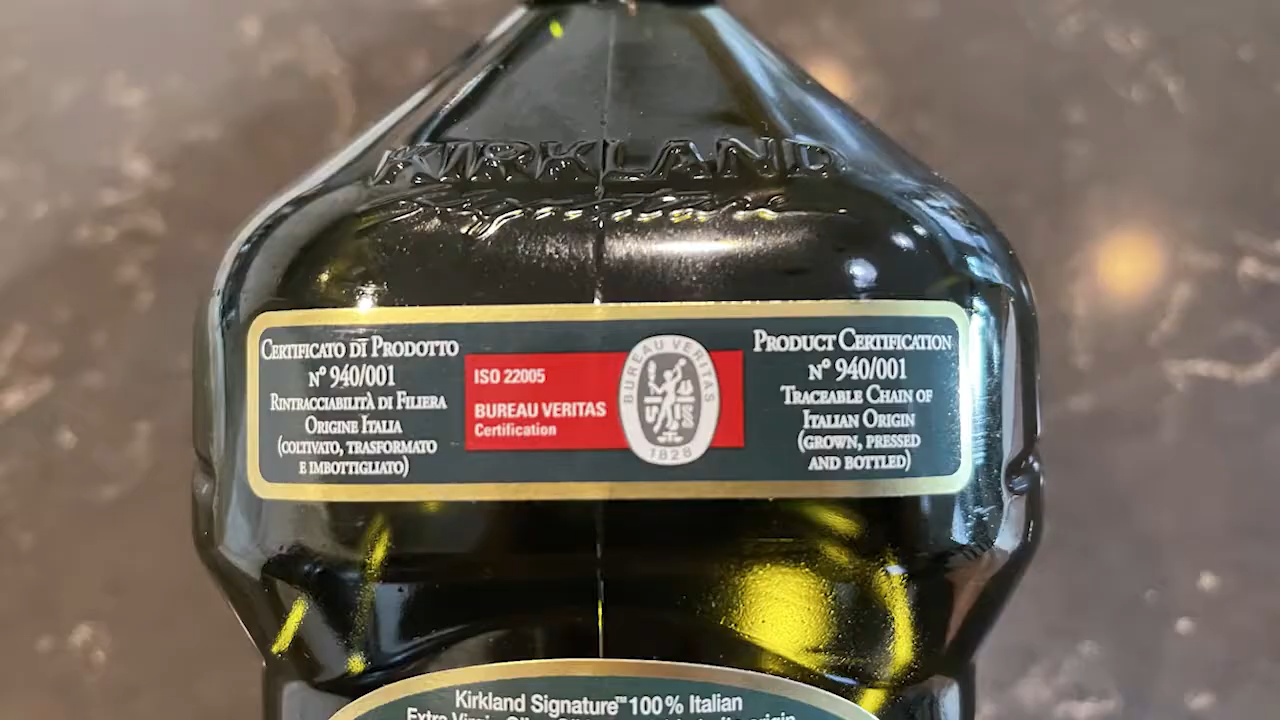 KIRKLAND
Signature
CERTIFICATO DI PRODOTTO
N° 940/001
RINTRACCIABILITÀ DI FILIERA
ORIGINE ITALIA
(COLTIVATO, TRASFORMATO
E IMBOTTIGLIATO)
ISO 22005
BUREAU VERITAS
Certification
BUREAU VERITAS
1828
PRODUCT CERTIFICATION
N° 940/001
TRACEABLE CHAIN OF
ITALIAN ORIGIN
(GROWN, PRESSED
AND BOTTLED)
Kirkland Signature™ 100% Italian